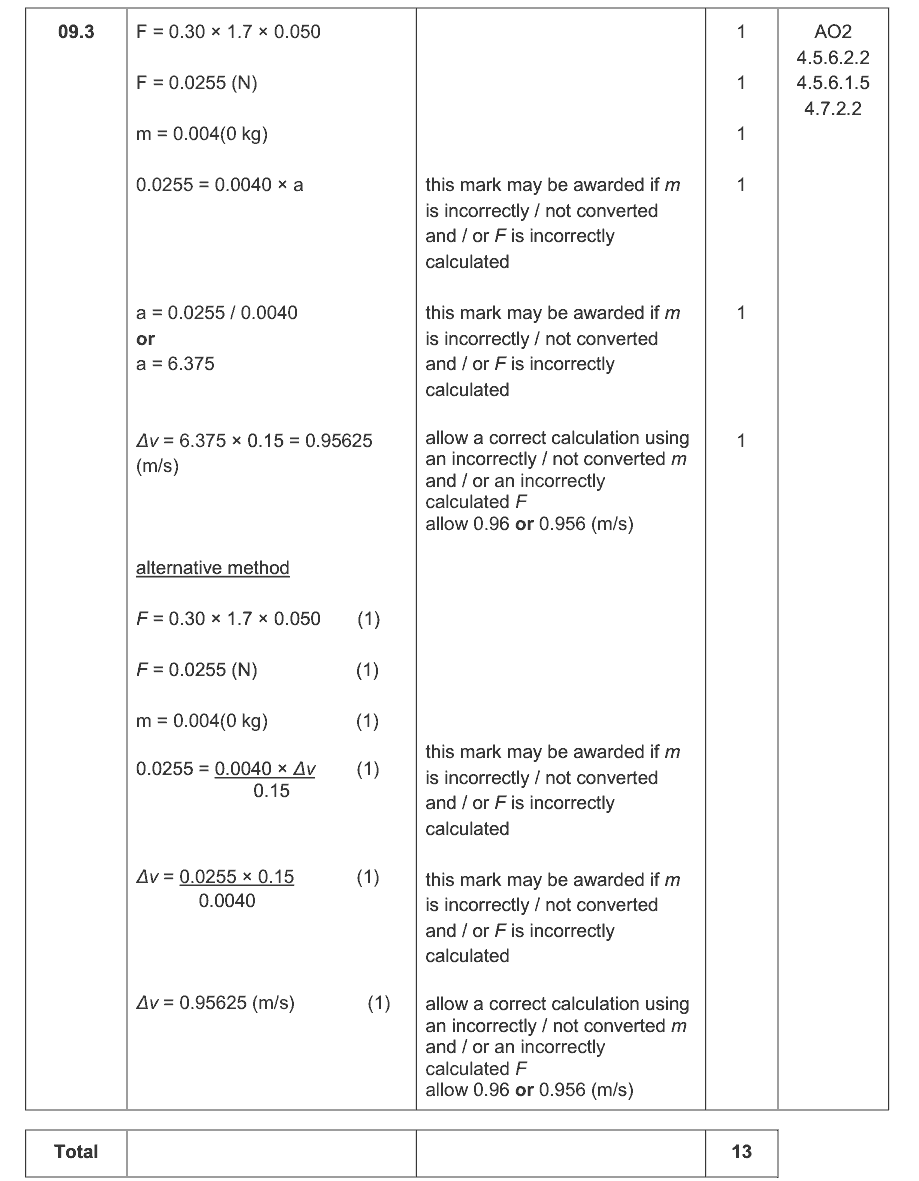 09.3
F = 0.30 × 1.7 × 0.050
1
AO2
4.5.6.2.2
F = 0.0255 (N)
1
4.5.6.1.5
4.7.2.2
m = 0.004(0 kg)
1
0.0255 = 0.0040 × a
this mark may be awarded if m
is incorrectly / not converted
and / or F is incorrectly
calculated
1
a = 0.0255 / 0.0040
or
a = 6.375
this mark may be awarded if m
is incorrectly / not converted
and / or F is incorrectly
calculated
1
Δv = 6.375 × 0.15 = 0.95625
(m/s)
allow a correct calculation using
an incorrectly / not converted m
and / or an incorrectly
calculated F
allow 0.96 or 0.956 (m/s)
1
alternative method
F = 0.30 × 1.7 × 0.050 (1)
F = 0.0255 (N) (1)
m = 0.004(0 kg) (1)
0.0255 = 0.0040 × Δv (1)
0.15
this mark may be awarded if m
is incorrectly / not converted
and / or F is incorrectly
calculated
Δv = 0.0255 × 0.15 (1)
0.0040
this mark may be awarded if m
is incorrectly / not converted
and / or F is incorrectly
calculated
Δv = 0.95625 (m/s) (1)
allow a correct calculation using
an incorrectly / not converted m
and / or an incorrectly
calculated F
allow 0.96 or 0.956 (m/s)
Total
13